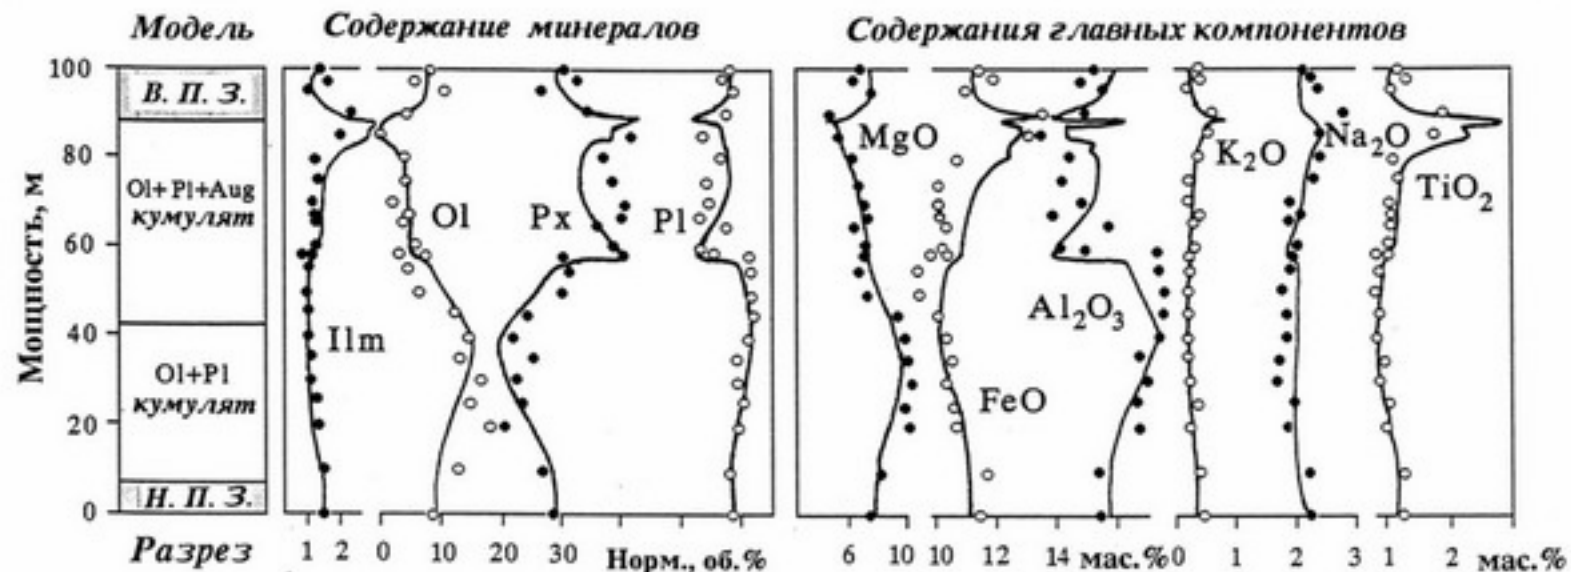 Модель Содержание минералов Содержания главных компонентов
100 В. П. З.
80
Ol+ Pl+Aug
кумулят
60
40
Ol+Pl
кумулят
20
Н. П. З.
0
Мощность, м
Ilm Ol Px Pl
MgO FeO Al₂O₃ K₂O Na₂O TiO₂
Разрез 1 2 0 10 20 30 Норм., об.% 6 10 10 12 14 мас.% 0 1 2 3 1 2 мас.%